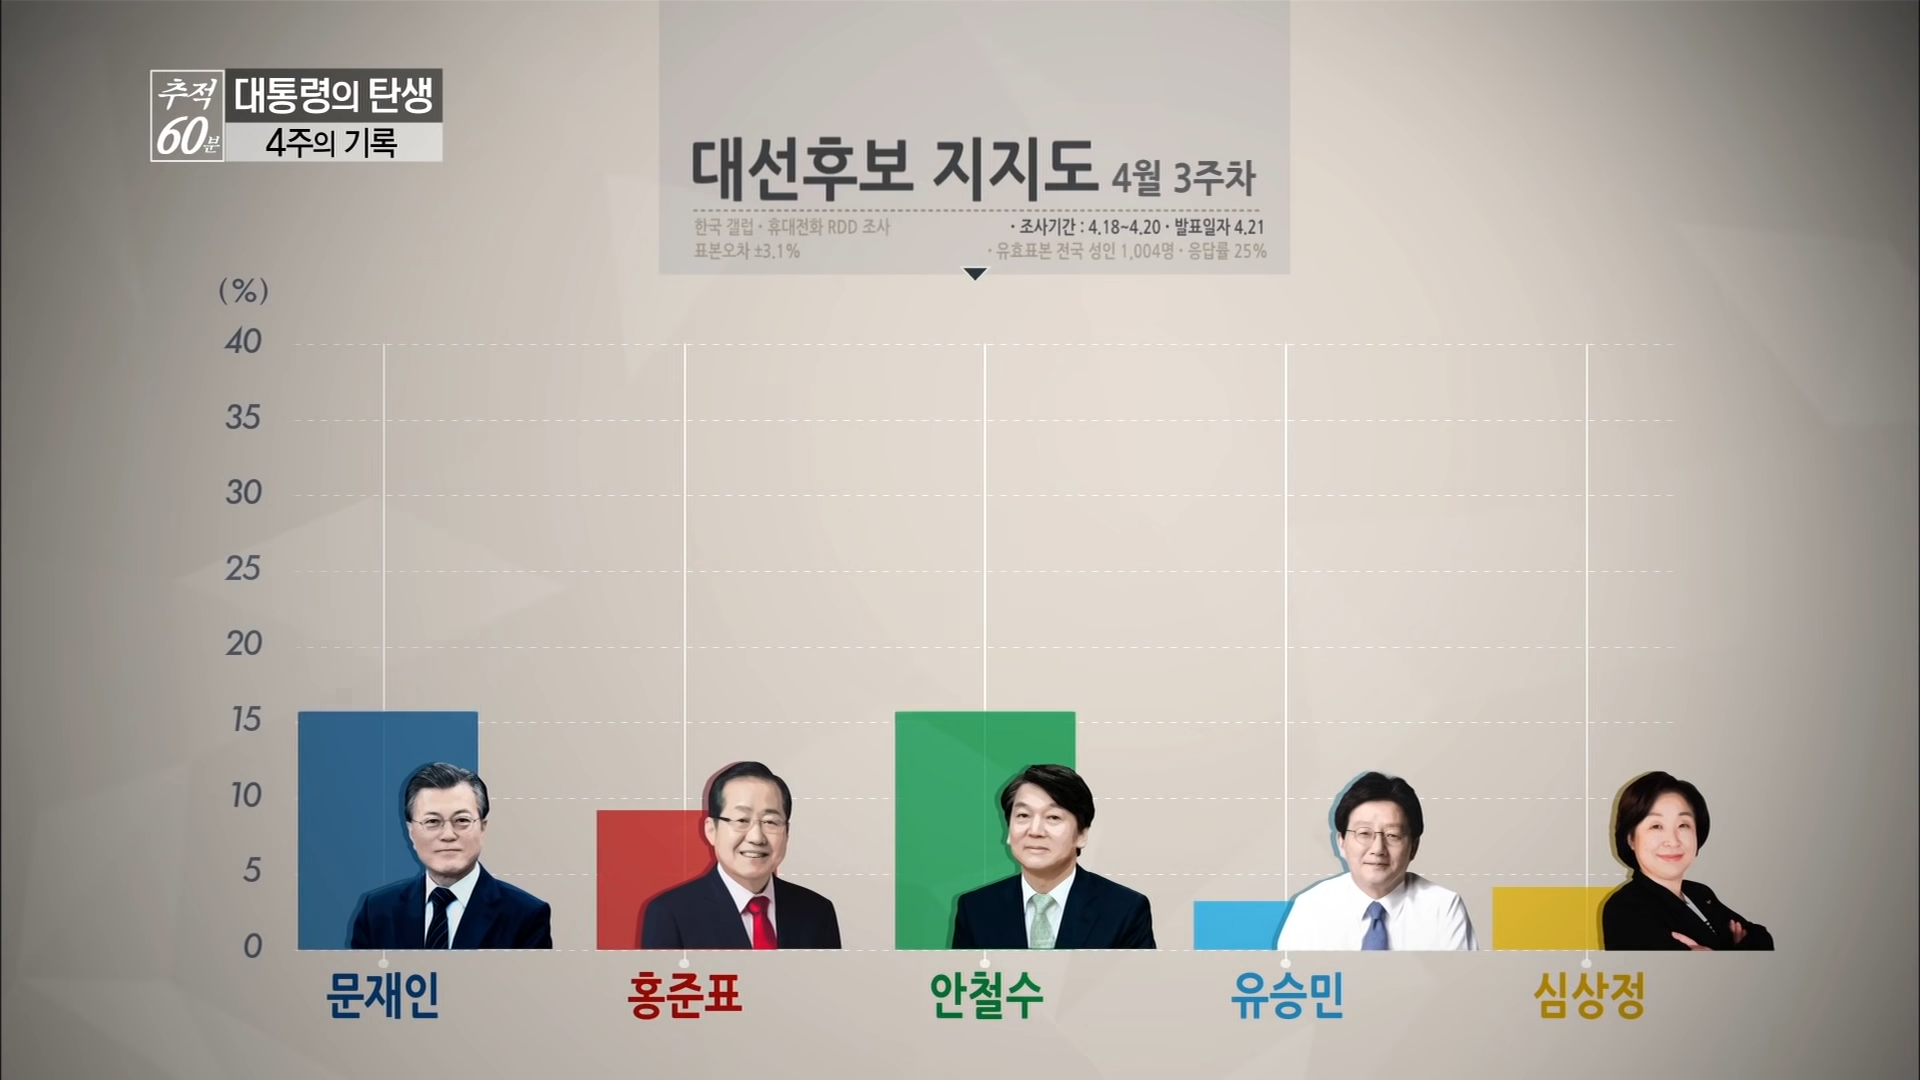 추적 60분
대통령의 탄생
4주의 기록
대선후보 지지도 4월 3주차
한국 갤럽 · 휴대전화 RDD 조사 · 조사기간 : 4.18~4.20 · 발표일자 4.21
표본오차 ±3.1% · 유효표본 전국 성인 1,004명 · 응답률 25%
(%)
40
35
30
25
20
15
10
5
0
문재인 홍준표 안철수 유승민 심상정